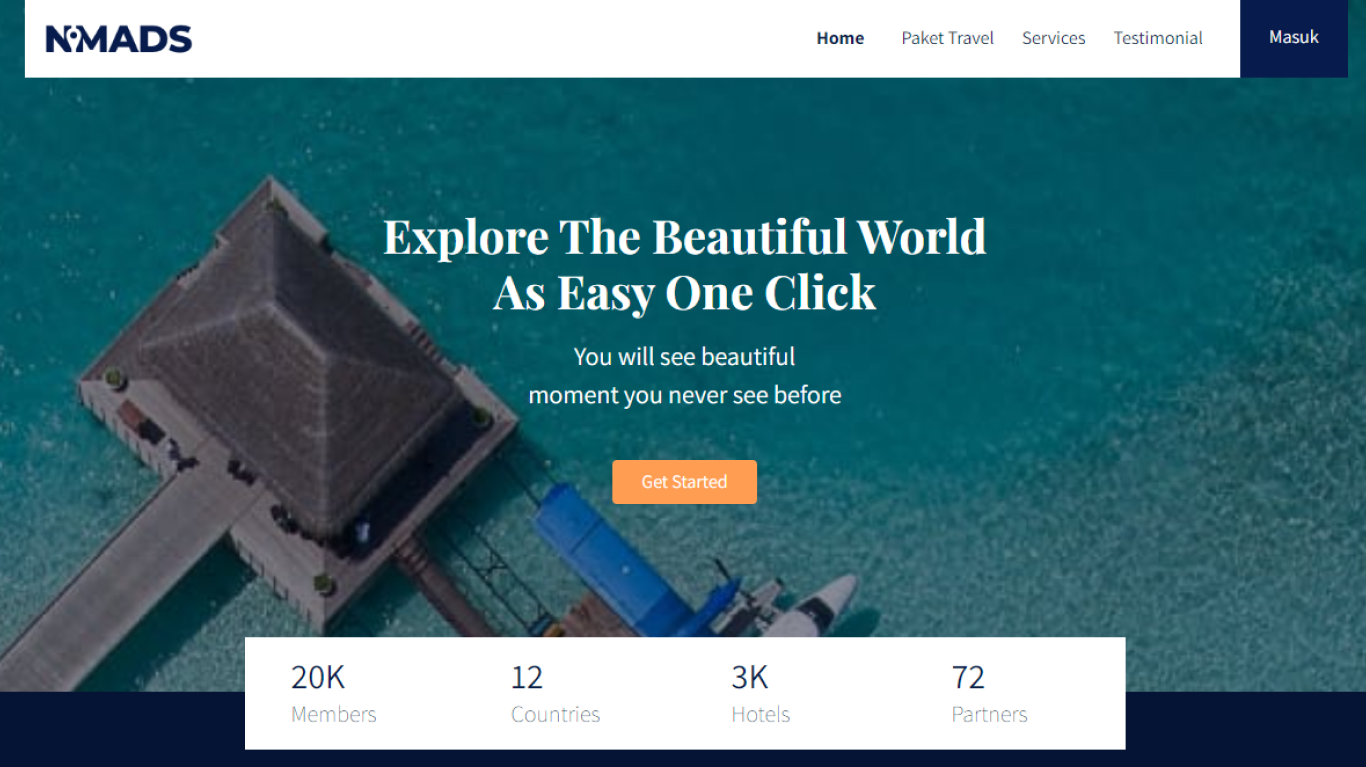 NOMADS
Home
Paket Travel
Services
Testimonial
Masuk
Explore The Beautiful World
As Easy One Click
You will see beautiful
moment you never see before
Get Started
20K
Members
12
Countries
3K
Hotels
72
Partners